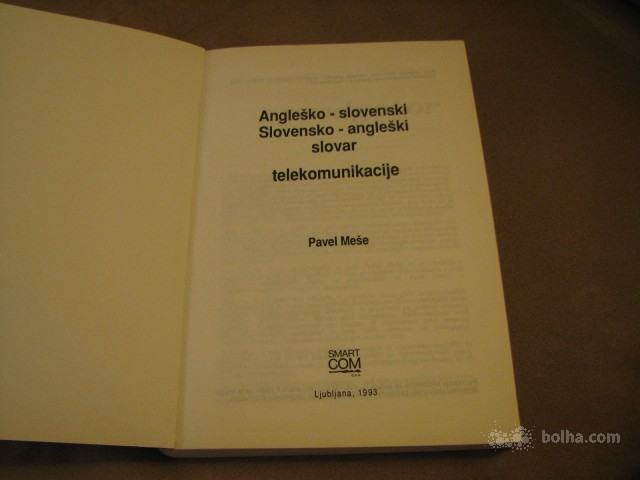 Angleško - slovenski
Slovensko - angleški
slovar
telekomunikacije
Pavel Meše
SMART
COM
d.o.o.
Ljubljana, 1993
bolha.com